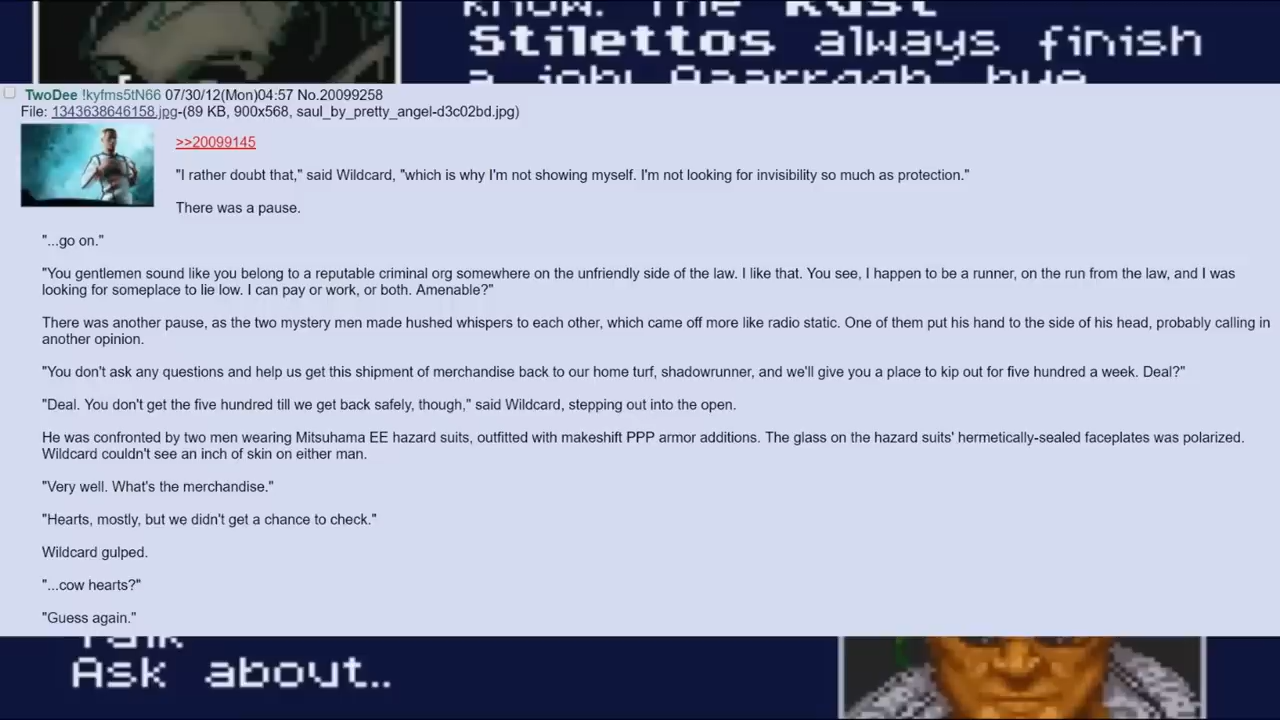 know. The Rust
Stilettos always finish
a job! Aaarragh, bye
TwoDee !kyfms5tN66 07/30/12(Mon)04:57 No.20099258
File: 1343638646158.jpg-(89 KB, 900x568, saul_by_pretty_angel-d3c02bd.jpg)
>>20099145
"I rather doubt that," said Wildcard, "which is why I'm not showing myself. I'm not looking for invisibility so much as protection."
There was a pause.
"...go on."
"You gentlemen sound like you belong to a reputable criminal org somewhere on the unfriendly side of the law. I like that. You see, I happen to be a runner, on the run from the law, and I was
looking for someplace to lie low. I can pay or work, or both. Amenable?"
There was another pause, as the two mystery men made hushed whispers to each other, which came off more like radio static. One of them put his hand to the side of his head, probably calling in
another opinion.
"You don't ask any questions and help us get this shipment of merchandise back to our home turf, shadowrunner, and we'll give you a place to kip out for five hundred a week. Deal?"
"Deal. You don't get the five hundred till we get back safely, though," said Wildcard, stepping out into the open.
He was confronted by two men wearing Mitsuhama EE hazard suits, outfitted with makeshift PPP armor additions. The glass on the hazard suits' hermetically-sealed faceplates was polarized.
Wildcard couldn't see an inch of skin on either man.
"Very well. What's the merchandise."
"Hearts, mostly, but we didn't get a chance to check."
Wildcard gulped.
"...cow hearts?"
"Guess again."
Talk
Ask about..